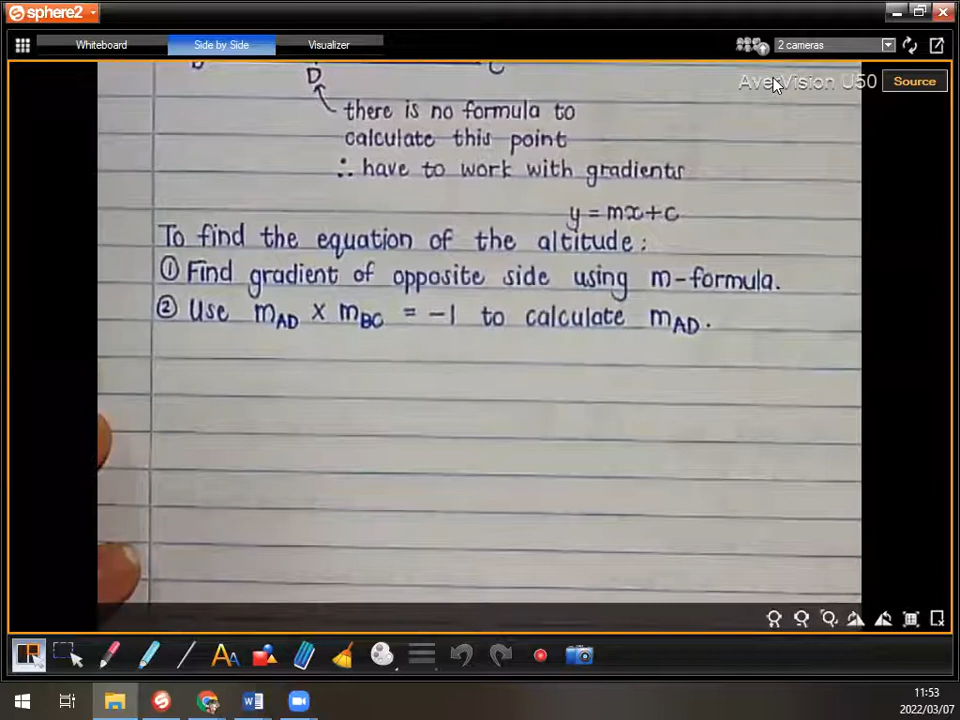 sphere2
Whiteboard
Side by Side
Visualizer
2 cameras
AverVision U50
Source
D
C
there is no formula to
calculate this point
∴ have to work with gradients
y = mx + c
To find the equation of the altitude:
① Find gradient of opposite side using m-formula.
② Use m_AD × m_BC = -1 to calculate m_AD.
11:53
2022/03/07